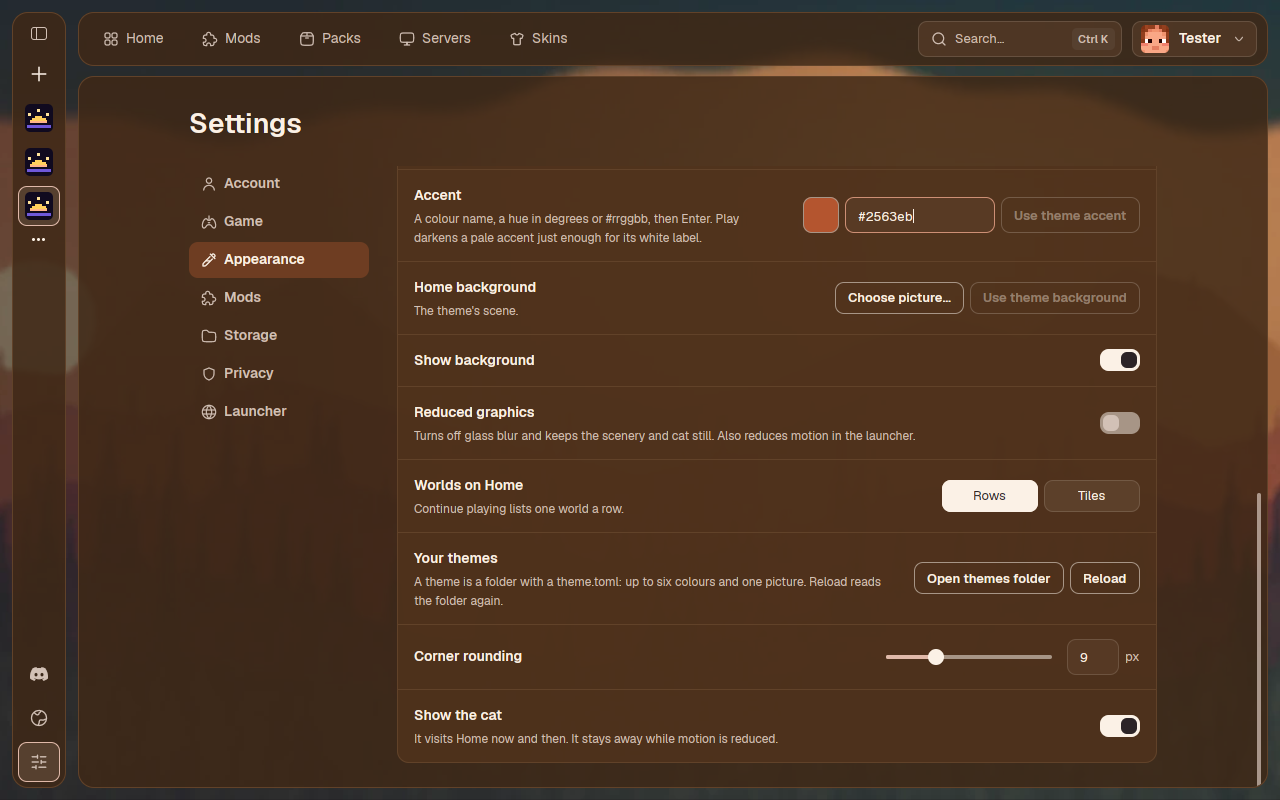 Home
Mods
Packs
Servers
Skins
Search...
Ctrl K
Tester
Settings
Account
Game
Appearance
Mods
Storage
Privacy
Launcher
Accent
A colour name, a hue in degrees or #rrggbb, then Enter. Play
darkens a pale accent just enough for its white label.
#2563eb
Use theme accent
Home background
The theme's scene.
Choose picture...
Use theme background
Show background
Reduced graphics
Turns off glass blur and keeps the scenery and cat still. Also reduces motion in the launcher.
Worlds on Home
Continue playing lists one world a row.
Rows
Tiles
Your themes
A theme is a folder with a theme.toml: up to six colours and one picture. Reload reads
the folder again.
Open themes folder
Reload
Corner rounding
9
px
Show the cat
It visits Home now and then. It stays away while motion is reduced.